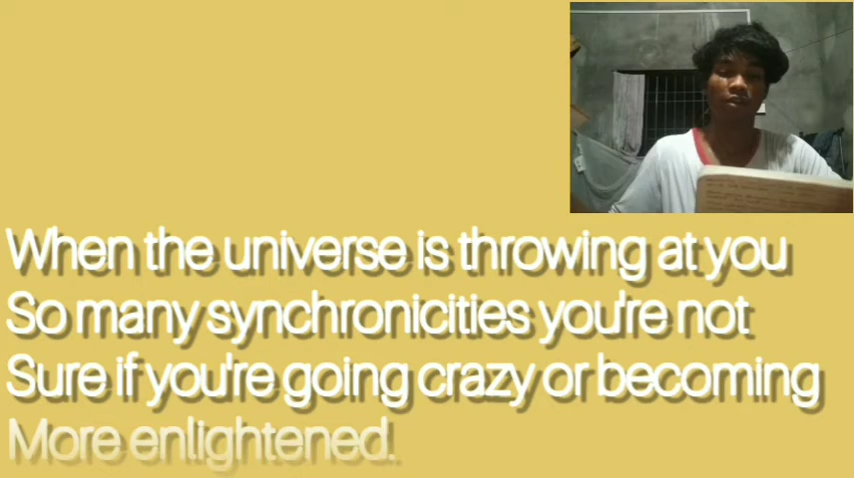 When the universe is throwing at you
So many synchronicities you're not
Sure if you're going crazy or becoming
More enlightened.